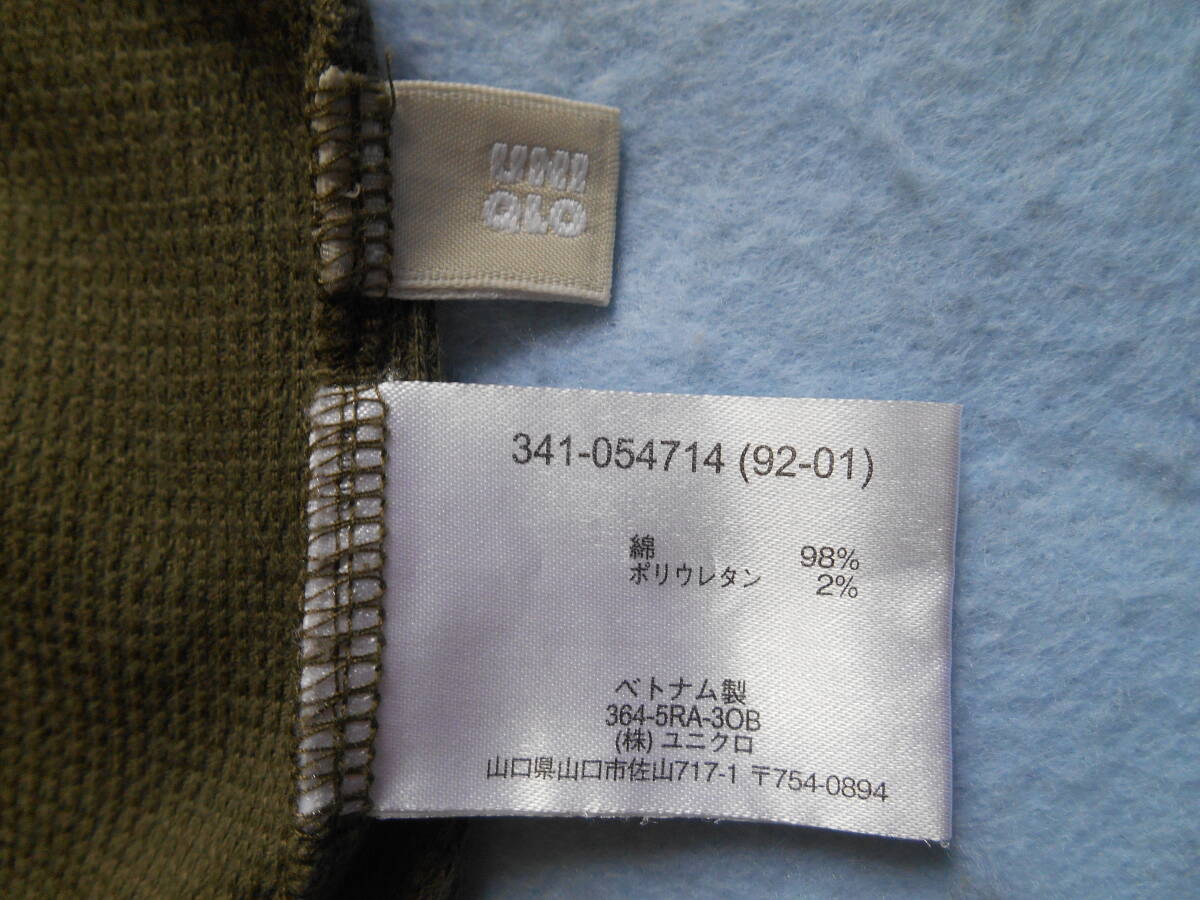 UNI
QLO
341-054714 (92-01)
綿 98%
ポリウレタン 2%
ベトナム製
364-5RA-3OB
(株) ユニクロ
山口県山口市佐山717-1 〒754-0894